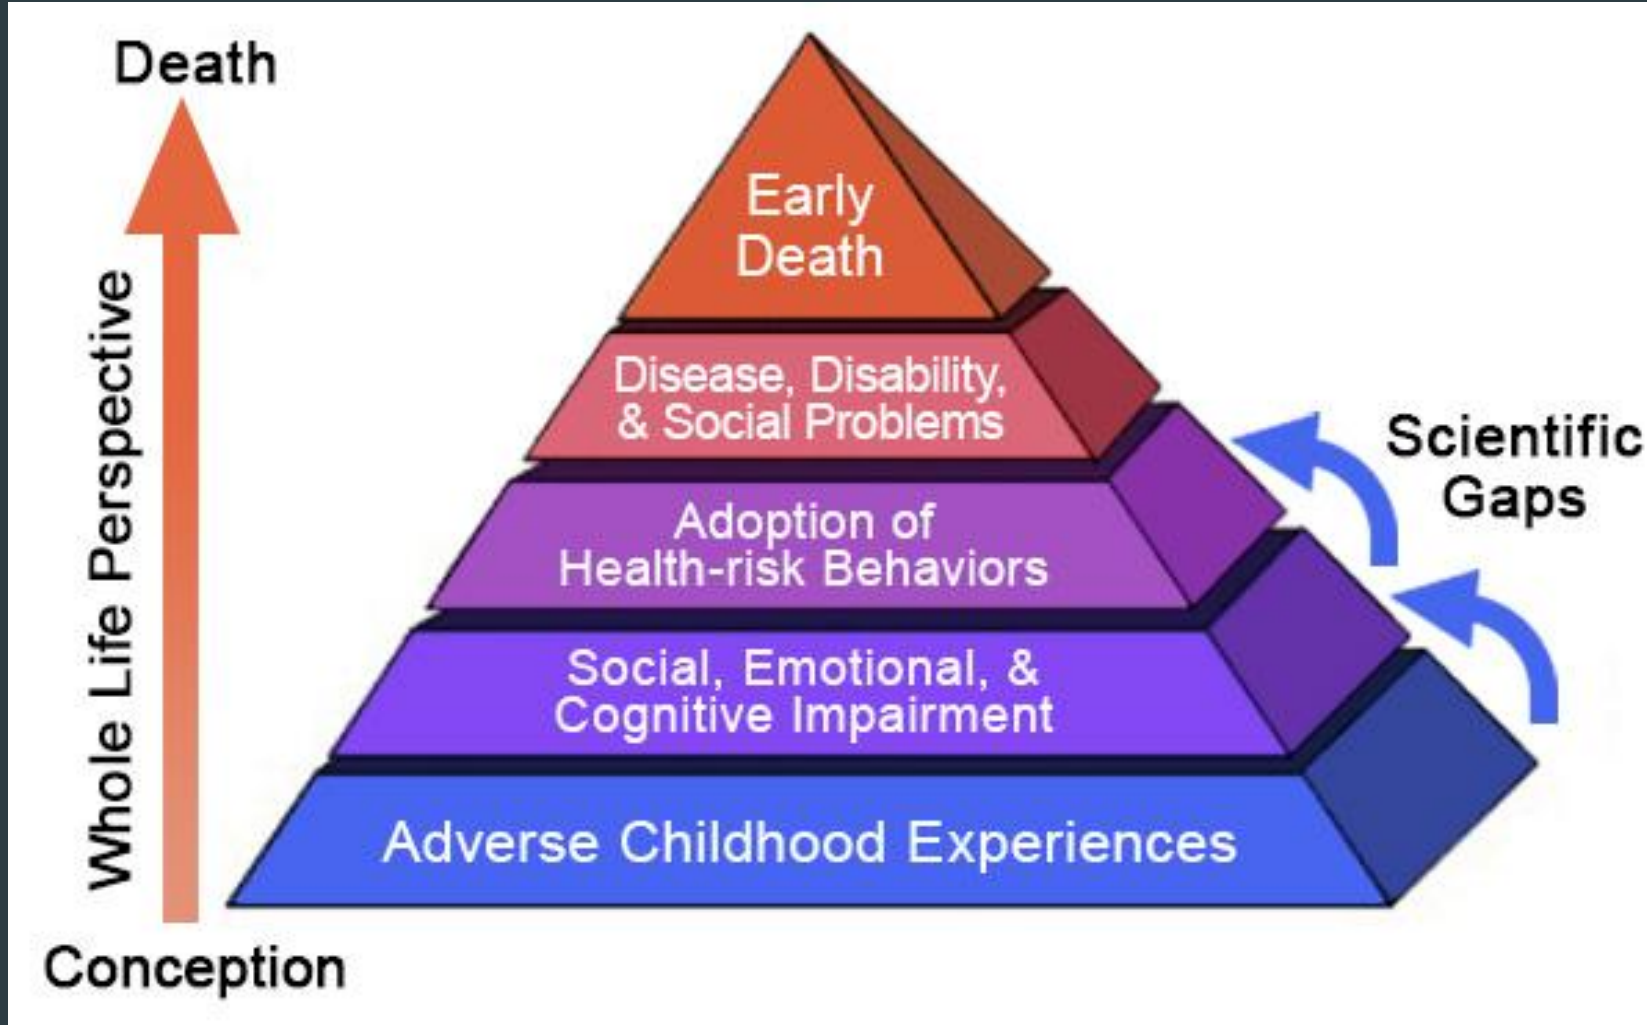 Death
Whole Life Perspective
Conception
Early
Death
Disease, Disability,
& Social Problems
Adoption of
Health-risk Behaviors
Social, Emotional, &
Cognitive Impairment
Adverse Childhood Experiences
Scientific
Gaps